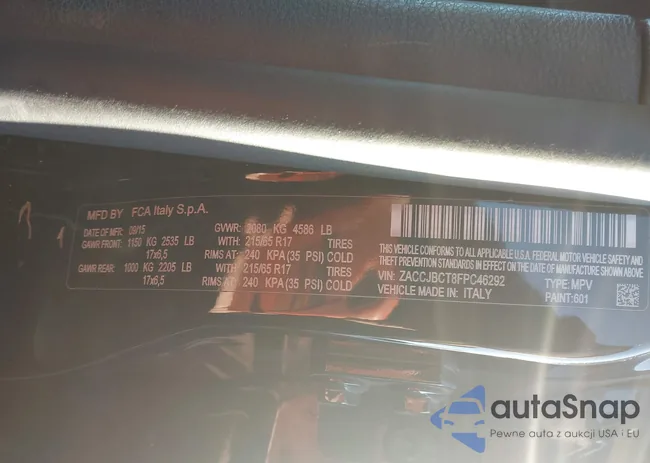 MFD BY FCA Italy S.p.A.
DATE OF MFR: 09/15 GVWR: 2080 KG 4586 LB
GAWR FRONT: 1150 KG 2535 LB WITH: 215/65 R17 TIRES
17x6,5 RIMS AT: 240 KPA (35 PSI) COLD
GAWR REAR: 1000 KG 2205 LB WITH: 215/65 R17 TIRES
17x6,5 RIMS AT: 240 KPA (35 PSI) COLD
THIS VEHICLE CONFORMS TO ALL APPLICABLE U.S.A. FEDERAL MOTOR VEHICLE SAFETY
AND THEFT PREVENTION STANDARDS IN EFFECT ON THE DATE OF MANUFACTURE SHOWN ABOVE
VIN: ZACCJBCT8FPC46292 TYPE: MPV
VEHICLE MADE IN: ITALY PAINT: 601
autaSnap
Pewne auta z aukcji USA i EU